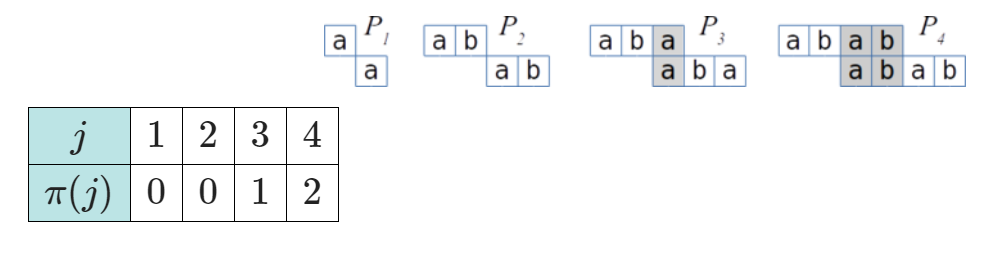 a P₁ a b P₂ a b a P₃ a b a b P₄
a a b a b a a b a b
j 1 2 3 4
π(j) 0 0 1 2